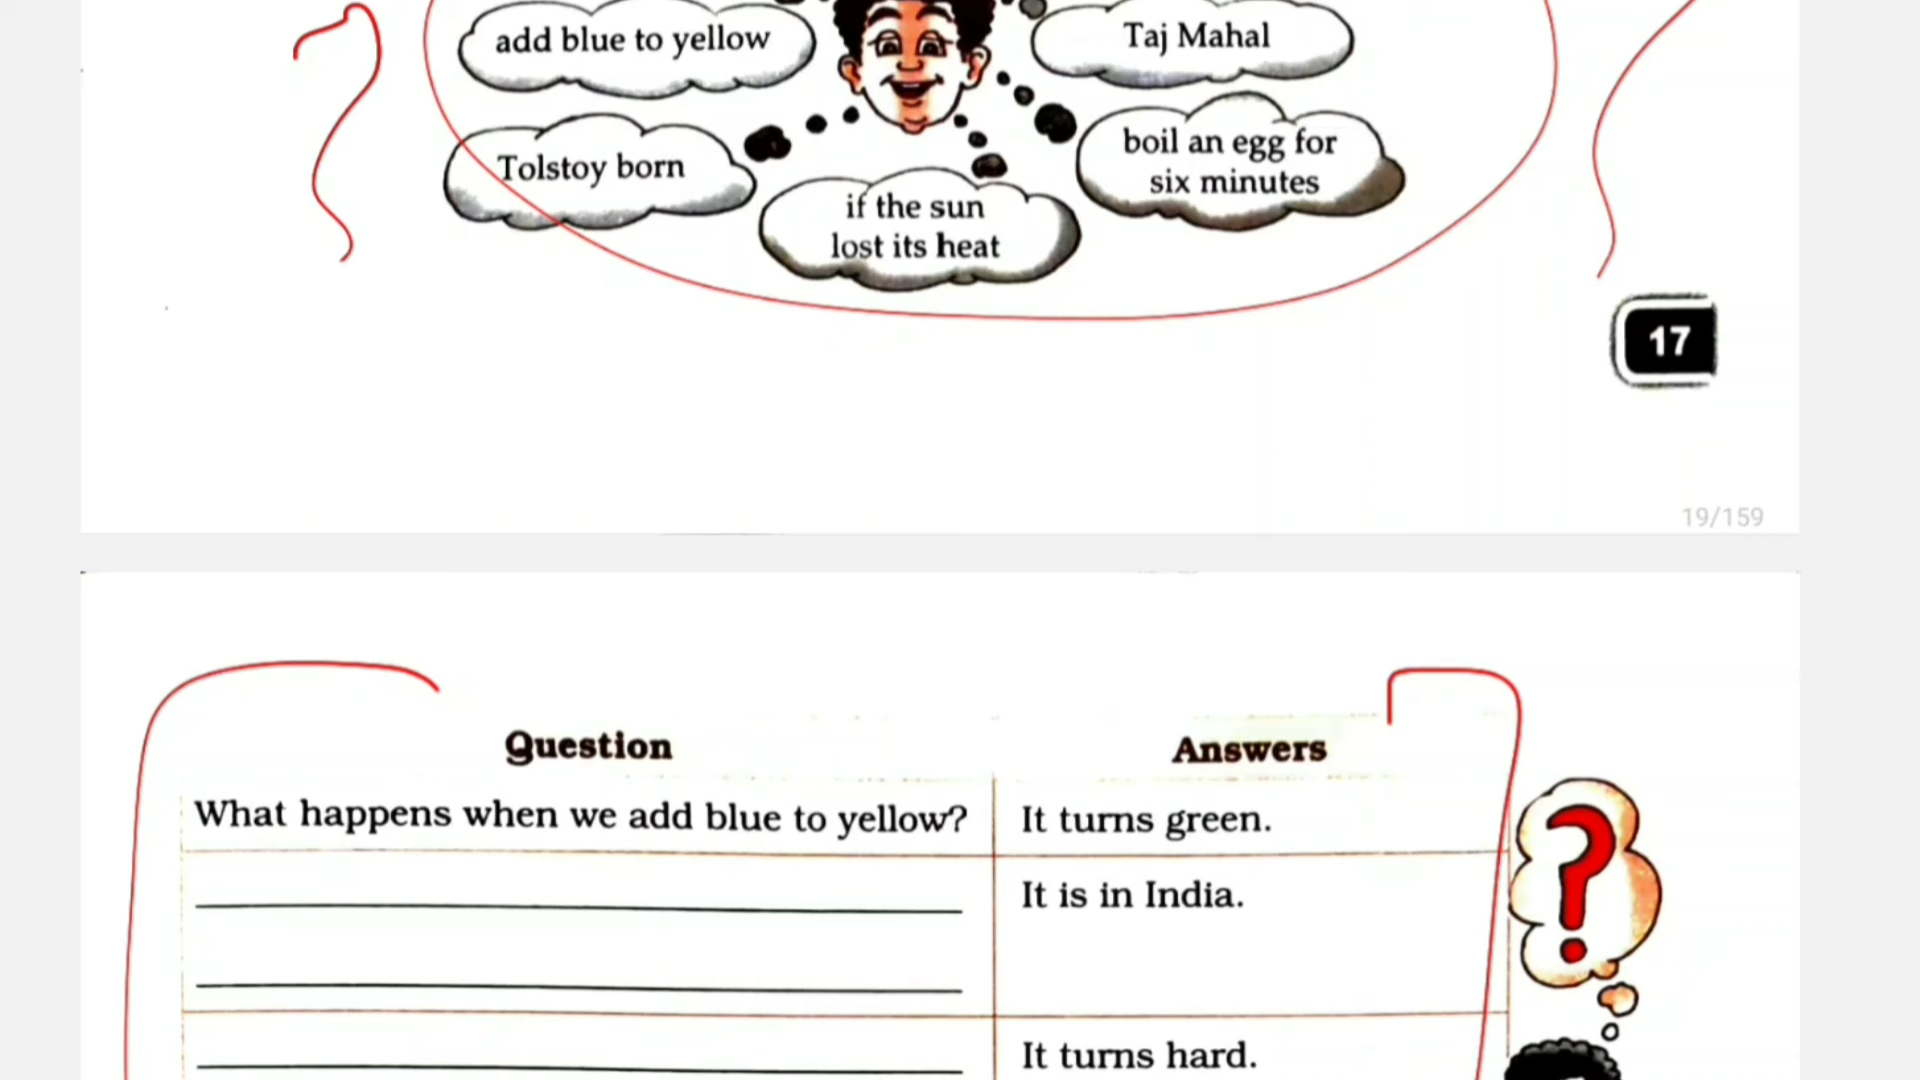 add blue to yellow
Taj Mahal
Tolstoy born
boil an egg for
six minutes
if the sun
lost its heat
17
19/159
Question
Answers
What happens when we add blue to yellow?
It turns green.
It is in India.
?
It turns hard.